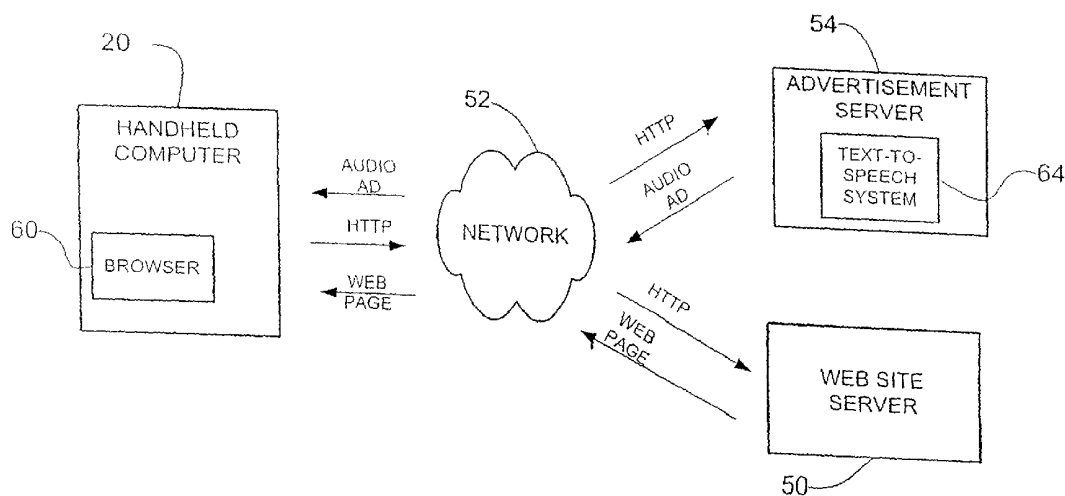 20
HANDHELD
COMPUTER
60
BROWSER
AUDIO
AD
HTTP
WEB
PAGE
52
NETWORK
HTTP
AUDIO
AD
HTTP
WEB
PAGE
54
ADVERTISEMENT
SERVER
TEXT-TO-
SPEECH
SYSTEM
64
WEB SITE
SERVER
50